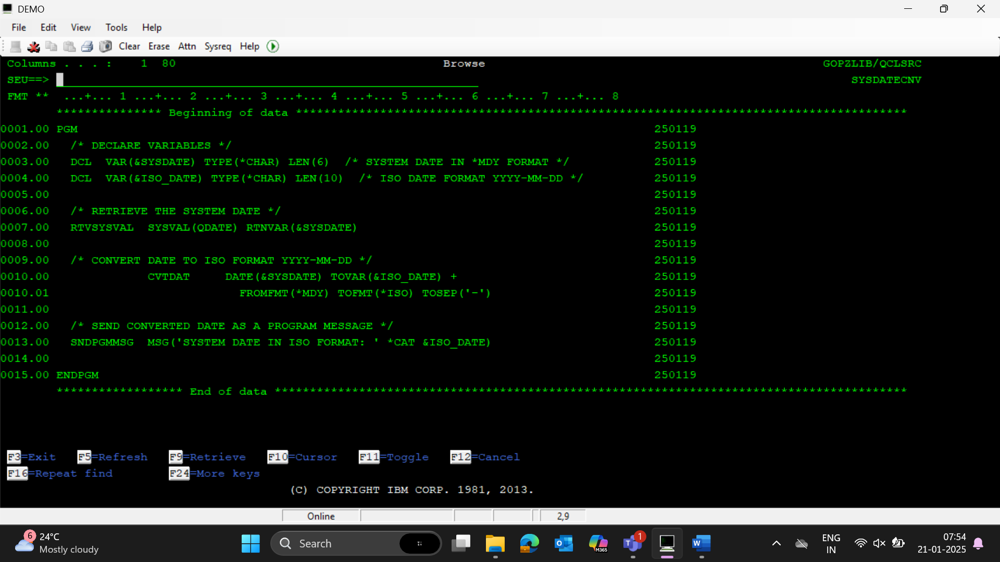 DEMO
File Edit View Tools Help
Clear Erase Attn Sysreq Help
Columns . . . :    1  80                                      Browse                                                GOPZLIB/QCLSRC
SEU==>                                                                                                                  SYSDATECNV
FMT **  ...+... 1 ...+... 2 ...+... 3 ...+... 4 ...+... 5 ...+... 6 ...+... 7 ...+... 8
*************** Beginning of data ***************************************************************************************
0001.00 PGM 250119
0002.00   /* DECLARE VARIABLES */ 250119
0003.00   DCL  VAR(&SYSDATE) TYPE(*CHAR) LEN(6)  /* SYSTEM DATE IN *MDY FORMAT */ 250119
0004.00   DCL  VAR(&ISO_DATE) TYPE(*CHAR) LEN(10)  /* ISO DATE FORMAT YYYY-MM-DD */ 250119
0005.00 250119
0006.00   /* RETRIEVE THE SYSTEM DATE */ 250119
0007.00   RTVSYSVAL  SYSVAL(QDATE) RTNVAR(&SYSDATE) 250119
0008.00 250119
0009.00   /* CONVERT DATE TO ISO FORMAT YYYY-MM-DD */ 250119
0010.00              CVTDAT     DATE(&SYSDATE) TOVAR(&ISO_DATE) + 250119
0010.01                           FROMFMT(*MDY) TOFMT(*ISO) TOSEP('-') 250119
0011.00 250119
0012.00   /* SEND CONVERTED DATE AS A PROGRAM MESSAGE */ 250119
0013.00   SNDPGMMSG  MSG('SYSTEM DATE IN ISO FORMAT: ' *CAT &ISO_DATE) 250119
0014.00 250119
0015.00 ENDPGM 250119
****************** End of data ******************************************************************************************
F3=Exit   F5=Refresh   F9=Retrieve   F10=Cursor   F11=Toggle   F12=Cancel
F16=Repeat find        F24=More keys
(C) COPYRIGHT IBM CORP. 1981, 2013.
Online 2,9
6 24°C
Mostly cloudy
Search
M365
1
ENG
IN
07:54
21-01-2025